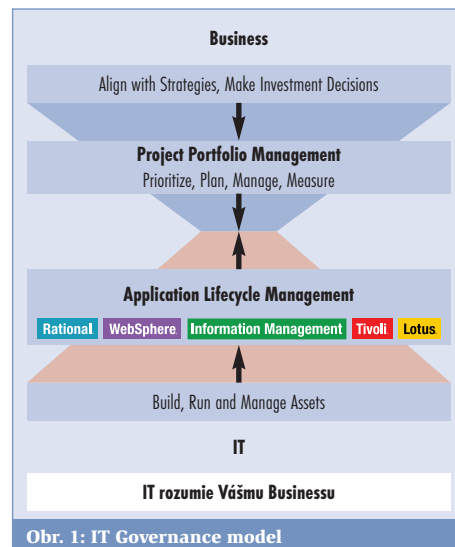 Business
Align with Strategies, Make Investment Decisions
Project Portfolio Management
Prioritize, Plan, Manage, Measure
Application Lifecycle Management
Rational. WebSphere. Information Management Tivoli. Lotus.
Build, Run and Manage Assets
IT
IT rozumie Vášmu Businessu
Obr. 1: IT Governance model